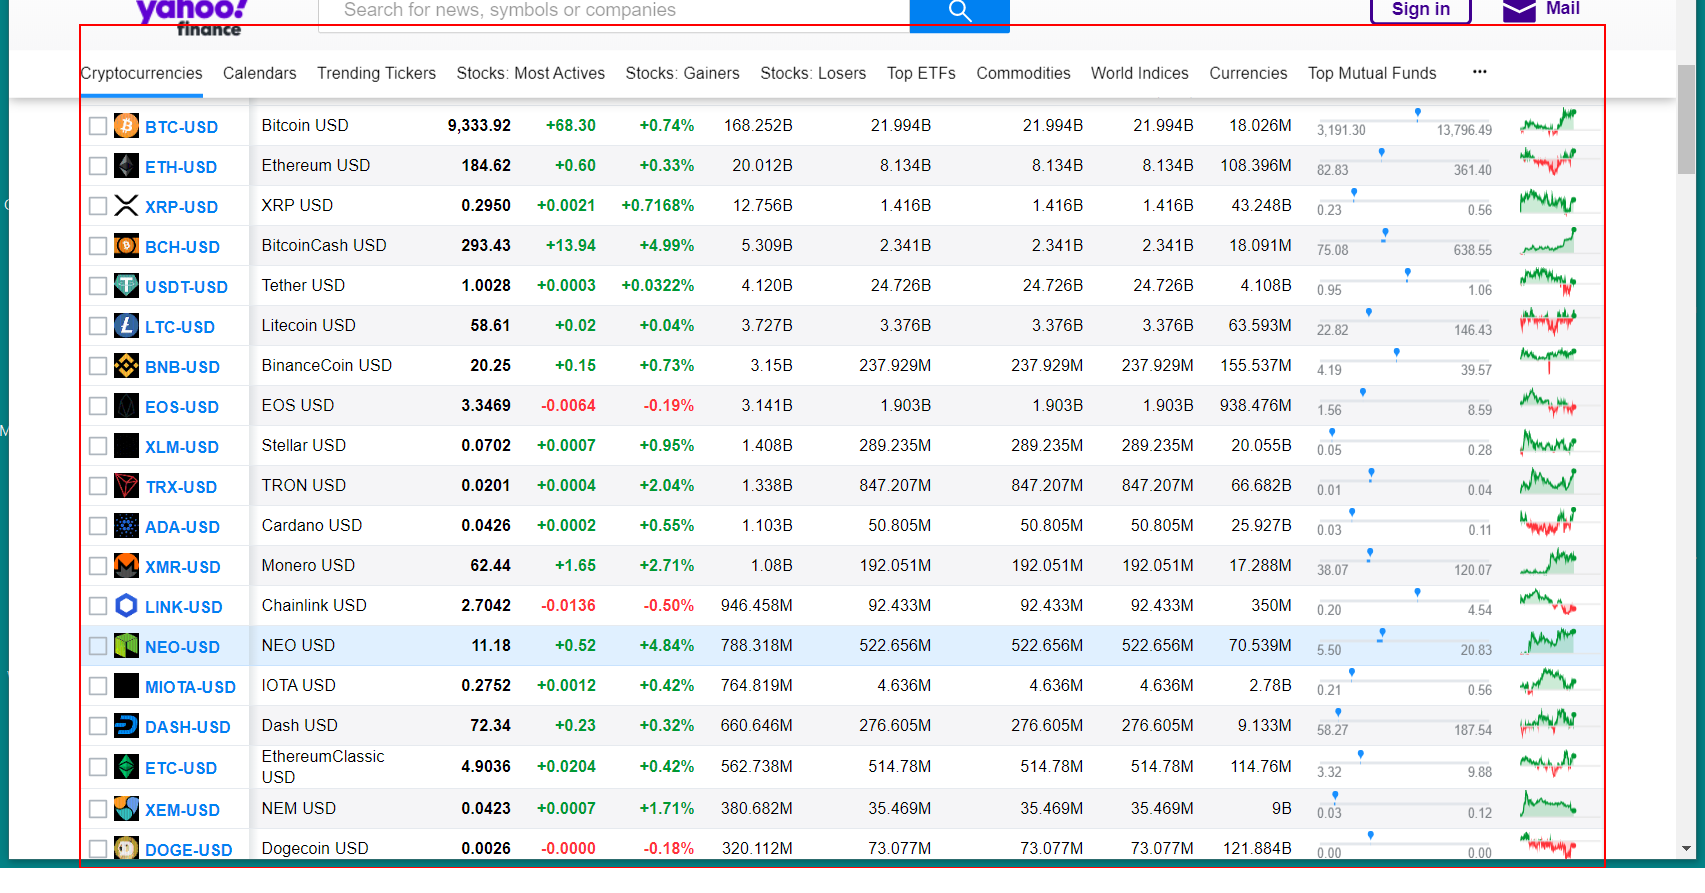 yahoo!
finance
Search for news, symbols or companies
Sign in
Mail
Cryptocurrencies Calendars Trending Tickers Stocks: Most Actives Stocks: Gainers Stocks: Losers Top ETFs Commodities World Indices Currencies Top Mutual Funds ...
BTC-USD Bitcoin USD 9,333.92 +68.30 +0.74% 168.252B 21.994B 21.994B 21.994B 18.026M 3,191.30 13,796.49
ETH-USD Ethereum USD 184.62 +0.60 +0.33% 20.012B 8.134B 8.134B 8.134B 108.396M 82.83 361.40
XRP-USD XRP USD 0.2950 +0.0021 +0.7168% 12.756B 1.416B 1.416B 1.416B 43.248B 0.23 0.56
BCH-USD BitcoinCash USD 293.43 +13.94 +4.99% 5.309B 2.341B 2.341B 2.341B 18.091M 75.08 638.55
USDT-USD Tether USD 1.0028 +0.0003 +0.0322% 4.120B 24.726B 24.726B 24.726B 4.108B 0.95 1.06
LTC-USD Litecoin USD 58.61 +0.02 +0.04% 3.727B 3.376B 3.376B 3.376B 63.593M 22.82 146.43
BNB-USD BinanceCoin USD 20.25 +0.15 +0.73% 3.15B 237.929M 237.929M 237.929M 155.537M 4.19 39.57
EOS-USD EOS USD 3.3469 -0.0064 -0.19% 3.141B 1.903B 1.903B 1.903B 938.476M 1.56 8.59
XLM-USD Stellar USD 0.0702 +0.0007 +0.95% 1.408B 289.235M 289.235M 289.235M 20.055B 0.05 0.28
TRX-USD TRON USD 0.0201 +0.0004 +2.04% 1.338B 847.207M 847.207M 847.207M 66.682B 0.01 0.04
ADA-USD Cardano USD 0.0426 +0.0002 +0.55% 1.103B 50.805M 50.805M 50.805M 25.927B 0.03 0.11
XMR-USD Monero USD 62.44 +1.65 +2.71% 1.08B 192.051M 192.051M 192.051M 17.288M 38.07 120.07
LINK-USD Chainlink USD 2.7042 -0.0136 -0.50% 946.458M 92.433M 92.433M 92.433M 350M 0.20 4.54
NEO-USD NEO USD 11.18 +0.52 +4.84% 788.318M 522.656M 522.656M 522.656M 70.539M 5.50 20.83
MIOTA-USD IOTA USD 0.2752 +0.0012 +0.42% 764.819M 4.636M 4.636M 4.636M 2.78B 0.21 0.56
DASH-USD Dash USD 72.34 +0.23 +0.32% 660.646M 276.605M 276.605M 276.605M 9.133M 58.27 187.54
ETC-USD EthereumClassic USD 4.9036 +0.0204 +0.42% 562.738M 514.78M 514.78M 514.78M 114.76M 3.32 9.88
XEM-USD NEM USD 0.0423 +0.0007 +1.71% 380.682M 35.469M 35.469M 35.469M 9B 0.03 0.12
DOGE-USD Dogecoin USD 0.0026 -0.0000 -0.18% 320.112M 73.077M 73.077M 73.077M 121.884B 0.00 0.00